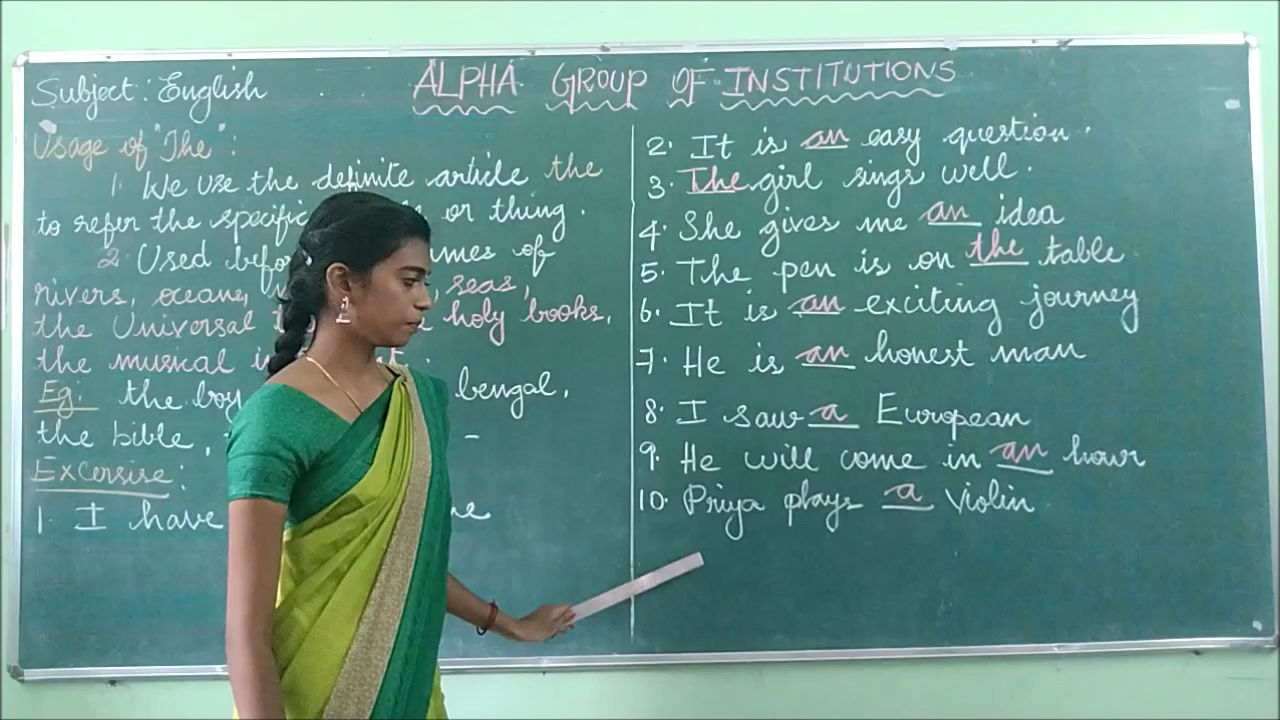 Subject: English
ALPHA GROUP OF INSTITUTIONS
Usage of "The":
1. We use the definite article the
to refer the specific or thing.
2. Used mes of
rivers, oceans, seas,
the Universal holy books,
the musical
Eg: the boy bengal,
the bible,
Excersise:
1. I have
2. It is an easy question.
3. The girl sings well.
4. She gives me an idea
5. The pen is on the table.
6. It is an exciting journey
7. He is an honest man
8. I saw a European
9. He will come in an hour
10. Priya plays a violin